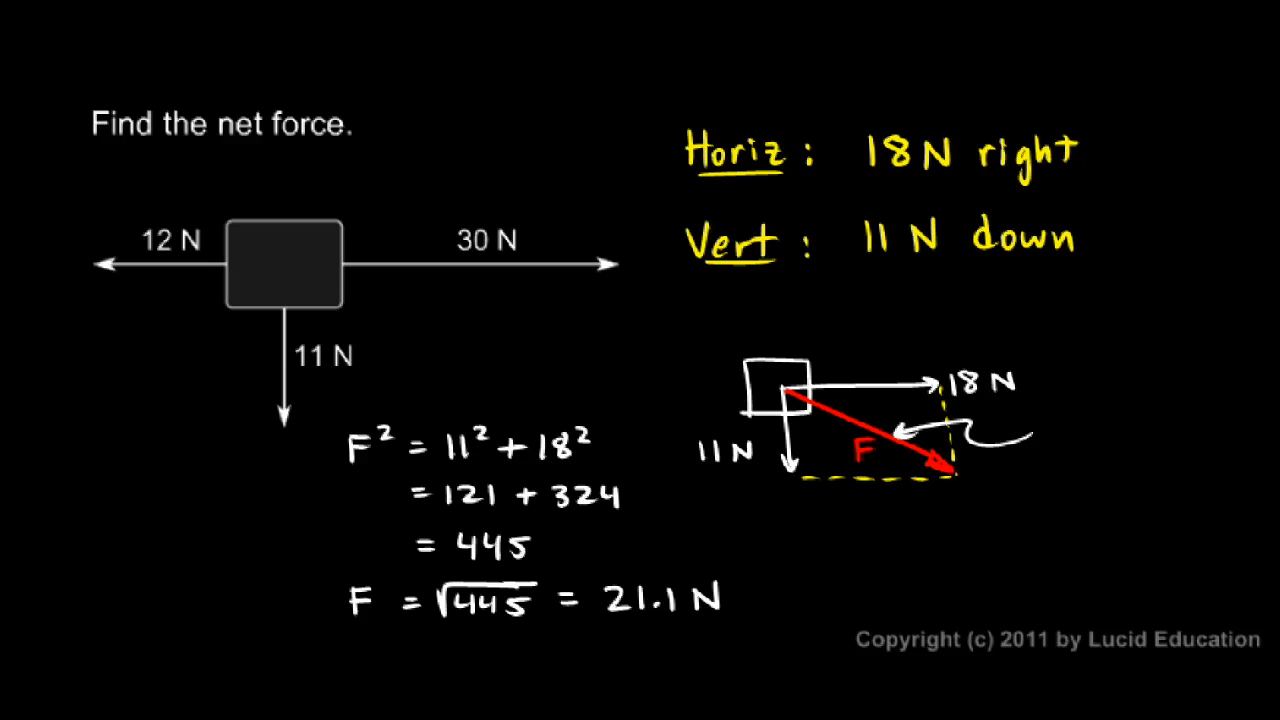 Find the net force.
Horiz : 18 N right
Vert : 11 N down
12 N
30 N
11 N
18 N
11 N
F
F² = 11² + 18²
= 121 + 324
= 445
F = √445 = 21.1 N
Copyright (c) 2011 by Lucid Education